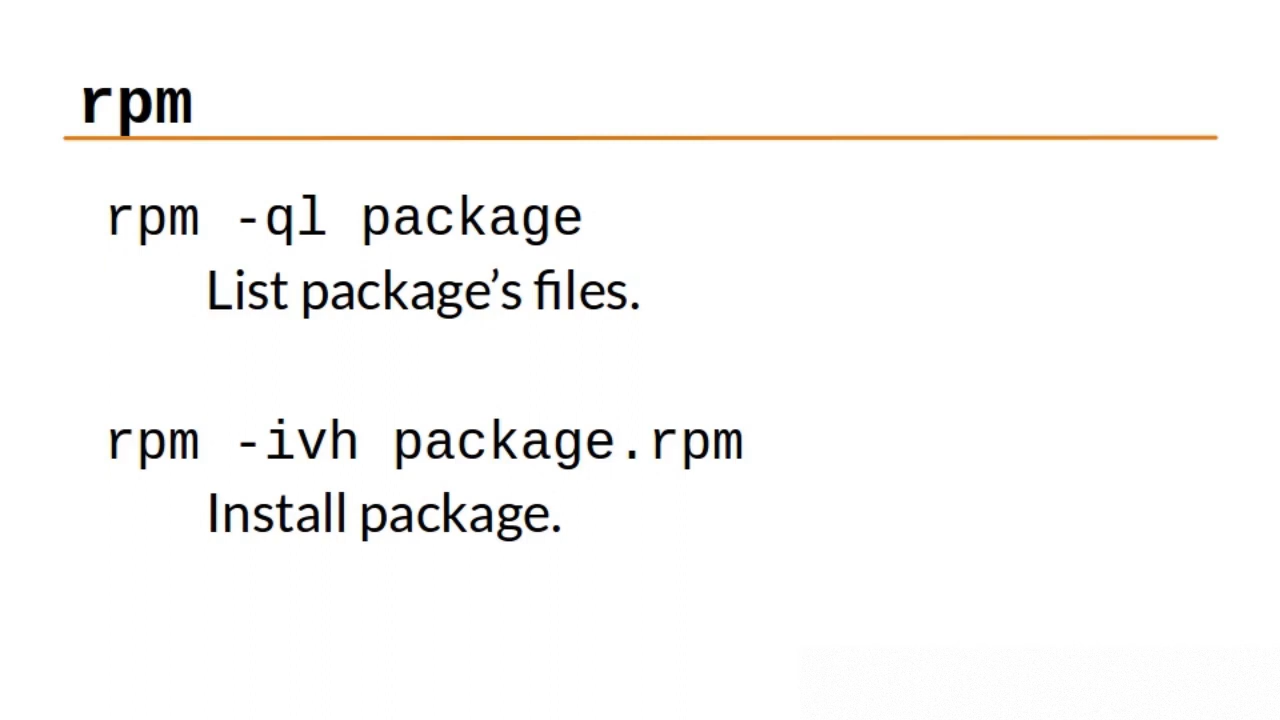 rpm
rpm -ql package
List package’s files.
rpm -ivh package.rpm
Install package.